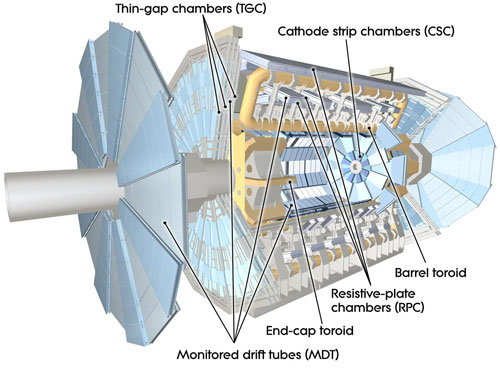 Thin-gap chambers (TGC)
Cathode strip chambers (CSC)
Barrel toroid
Resistive-plate
chambers (RPC)
End-cap toroid
Monitored drift tubes (MDT)